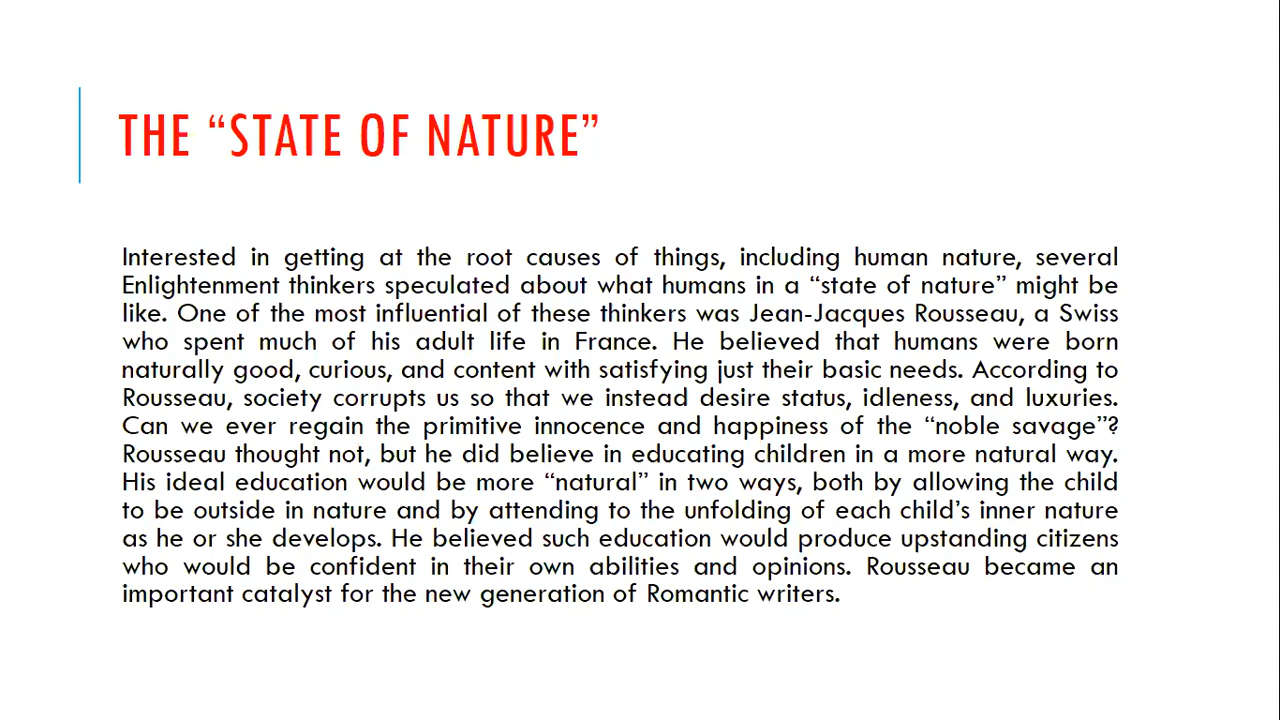 THE “STATE OF NATURE”
Interested in getting at the root causes of things, including human nature, several
Enlightenment thinkers speculated about what humans in a “state of nature” might be
like. One of the most influential of these thinkers was Jean-Jacques Rousseau, a Swiss
who spent much of his adult life in France. He believed that humans were born
naturally good, curious, and content with satisfying just their basic needs. According to
Rousseau, society corrupts us so that we instead desire status, idleness, and luxuries.
Can we ever regain the primitive innocence and happiness of the “noble savage”?
Rousseau thought not, but he did believe in educating children in a more natural way.
His ideal education would be more “natural” in two ways, both by allowing the child
to be outside in nature and by attending to the unfolding of each child’s inner nature
as he or she develops. He believed such education would produce upstanding citizens
who would be confident in their own abilities and opinions. Rousseau became an
important catalyst for the new generation of Romantic writers.